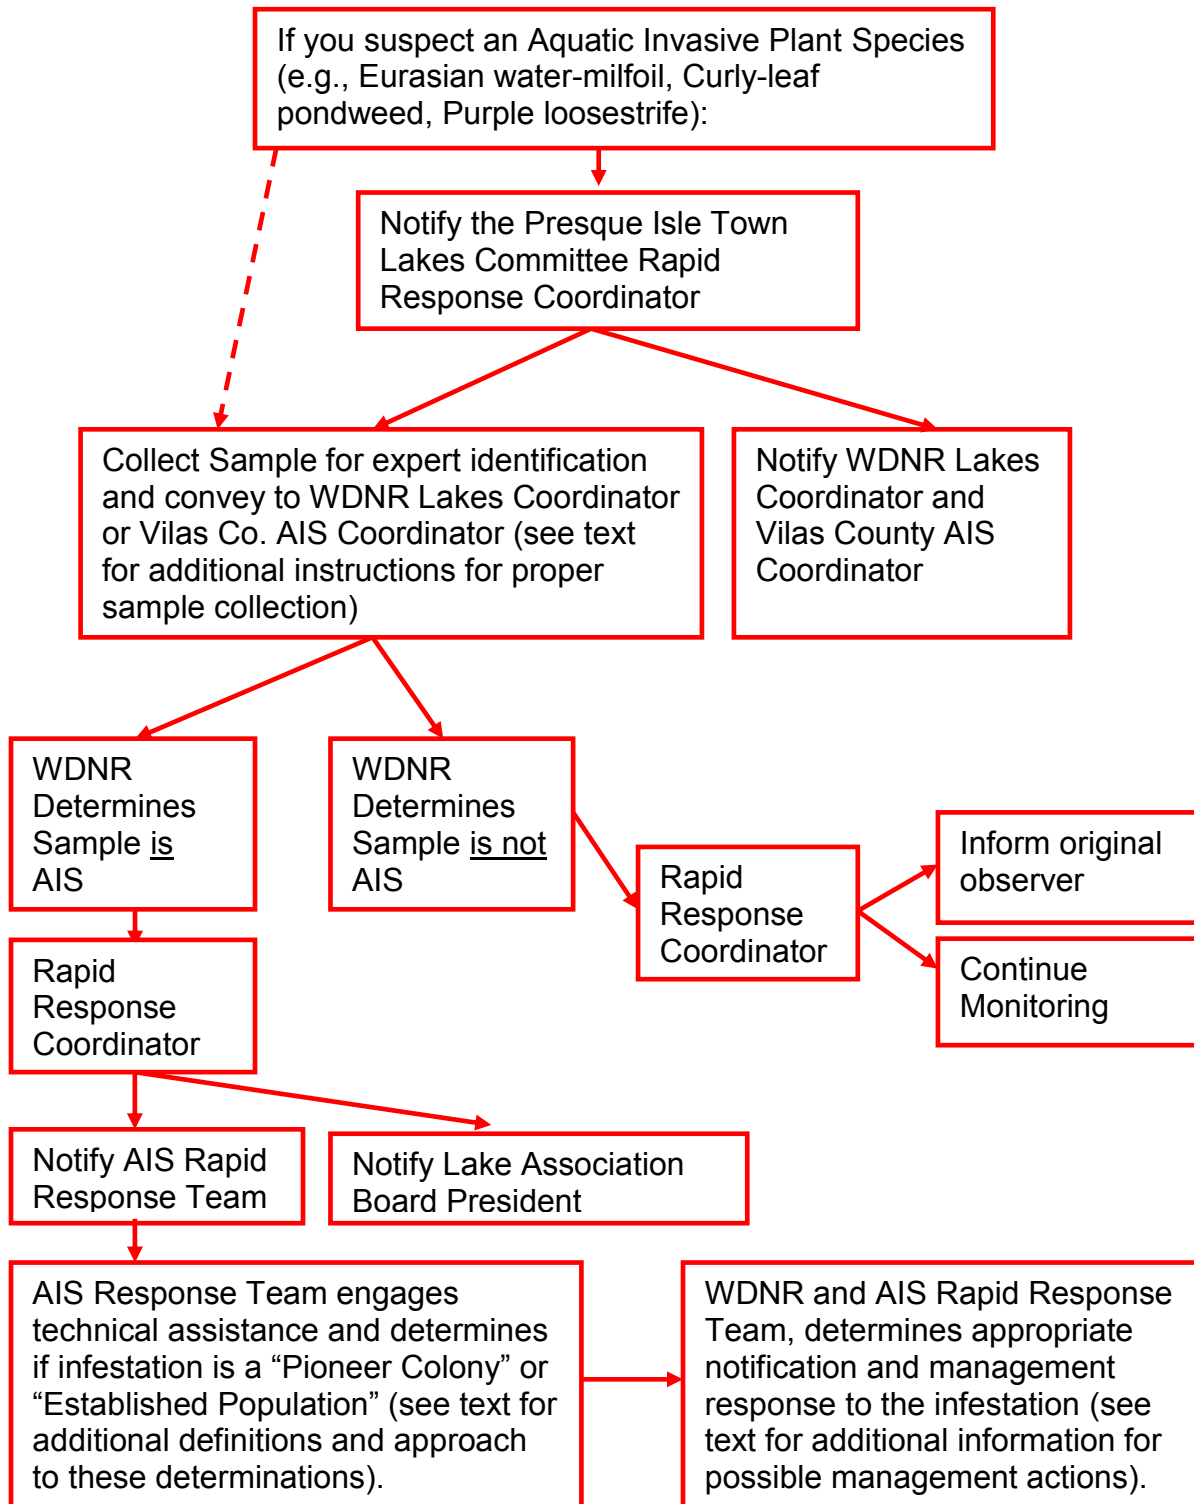 If you suspect an Aquatic Invasive Plant Species
(e.g., Eurasian water-milfoil, Curly-leaf
pondweed, Purple loosestrife):
Notify the Presque Isle Town
Lakes Committee Rapid
Response Coordinator
Collect Sample for expert identification
and convey to WDNR Lakes Coordinator
or Vilas Co. AIS Coordinator (see text
for additional instructions for proper
sample collection)
Notify WDNR Lakes
Coordinator and
Vilas County AIS
Coordinator
WDNR
Determines
Sample is
AIS
WDNR
Determines
Sample is not
AIS
Rapid
Response
Coordinator
Inform original
observer
Continue
Monitoring
Rapid
Response
Coordinator
Notify AIS Rapid
Response Team
Notify Lake Association
Board President
AIS Response Team engages
technical assistance and determines
if infestation is a “Pioneer Colony” or
“Established Population” (see text for
additional definitions and approach
to these determinations).
WDNR and AIS Rapid Response
Team, determines appropriate
notification and management
response to the infestation (see
text for additional information for
possible management actions).